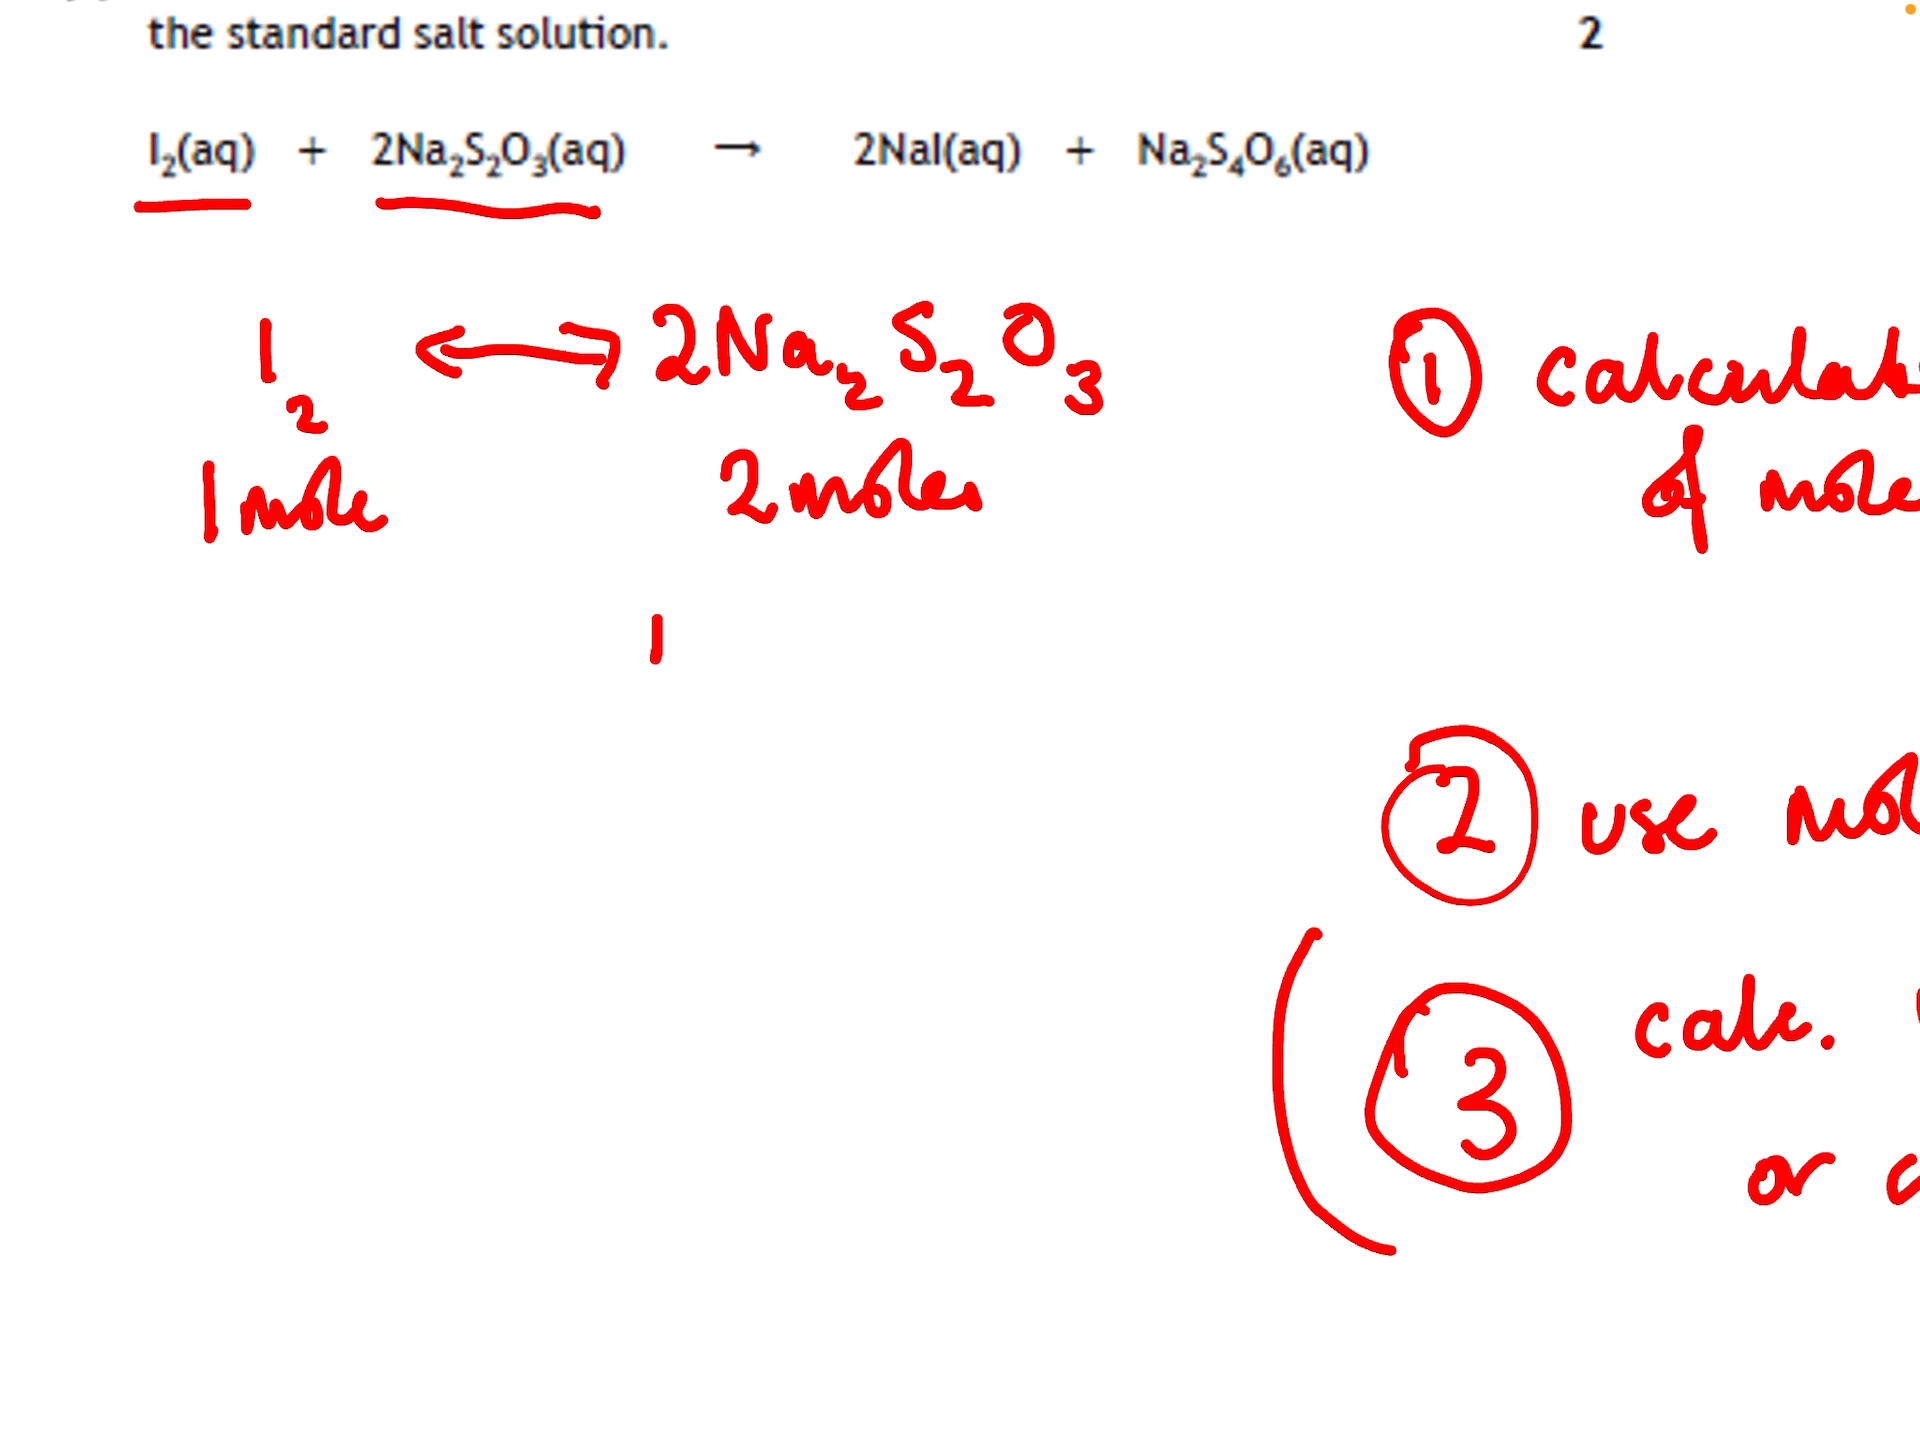 the standard salt solution. 2
I₂(aq) + 2Na₂S₂O₃(aq) → 2NaI(aq) + Na₂S₄O₆(aq)
I₂ ↔ 2Na₂S₂O₃ ① calculat
1 mole 2 moles of mole
1
② use mol
③ calc.
or